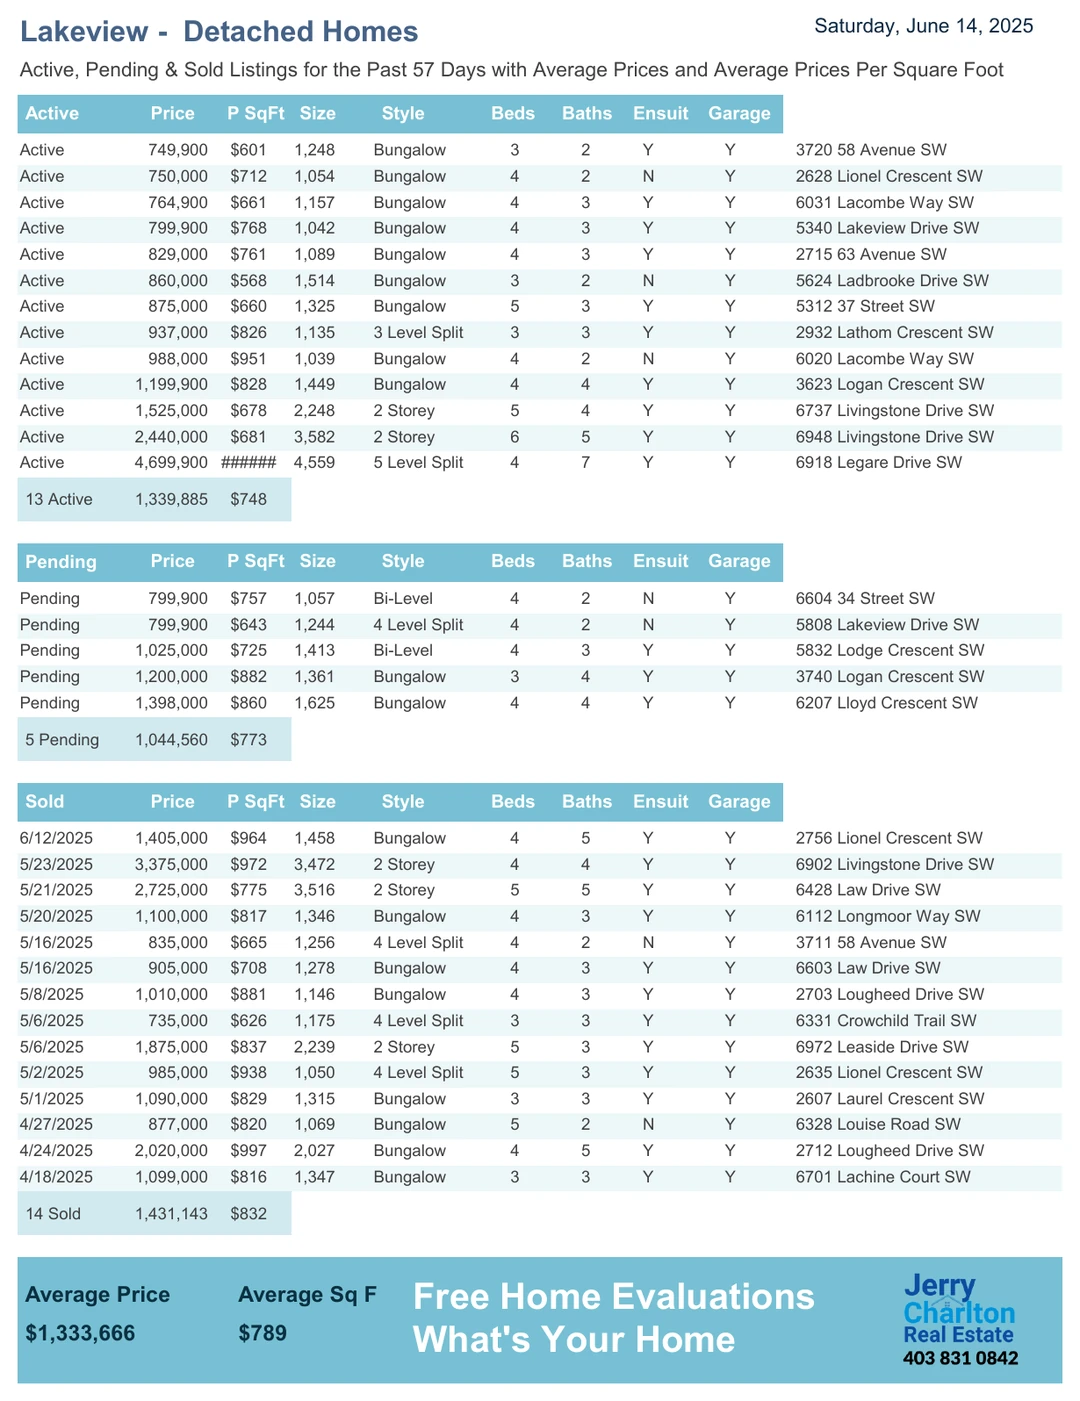 Lakeview - Detached Homes
Saturday, June 14, 2025
Active, Pending & Sold Listings for the Past 57 Days with Average Prices and Average Prices Per Square Foot
Active Price P SqFt Size Style Beds Baths Ensuit Garage
Active 749,900 $601 1,248 Bungalow 3 2 Y Y 3720 58 Avenue SW
Active 750,000 $712 1,054 Bungalow 4 2 N Y 2628 Lionel Crescent SW
Active 764,900 $661 1,157 Bungalow 4 3 Y Y 6031 Lacombe Way SW
Active 799,900 $768 1,042 Bungalow 4 3 Y Y 5340 Lakeview Drive SW
Active 829,000 $761 1,089 Bungalow 4 3 Y Y 2715 63 Avenue SW
Active 860,000 $568 1,514 Bungalow 3 2 N Y 5624 Ladbrooke Drive SW
Active 875,000 $660 1,325 Bungalow 5 3 Y Y 5312 37 Street SW
Active 937,000 $826 1,135 3 Level Split 3 3 Y Y 2932 Lathom Crescent SW
Active 988,000 $951 1,039 Bungalow 4 2 N Y 6020 Lacombe Way SW
Active 1,199,900 $828 1,449 Bungalow 4 4 Y Y 3623 Logan Crescent SW
Active 1,525,000 $678 2,248 2 Storey 5 4 Y Y 6737 Livingstone Drive SW
Active 2,440,000 $681 3,582 2 Storey 6 5 Y Y 6948 Livingstone Drive SW
Active 4,699,900 ###### 4,559 5 Level Split 4 7 Y Y 6918 Legare Drive SW
13 Active 1,339,885 $748
Pending Price P SqFt Size Style Beds Baths Ensuit Garage
Pending 799,900 $757 1,057 Bi-Level 4 2 N Y 6604 34 Street SW
Pending 799,900 $643 1,244 4 Level Split 4 2 N Y 5808 Lakeview Drive SW
Pending 1,025,000 $725 1,413 Bi-Level 4 3 Y Y 5832 Lodge Crescent SW
Pending 1,200,000 $882 1,361 Bungalow 3 4 Y Y 3740 Logan Crescent SW
Pending 1,398,000 $860 1,625 Bungalow 4 4 Y Y 6207 Lloyd Crescent SW
5 Pending 1,044,560 $773
Sold Price P SqFt Size Style Beds Baths Ensuit Garage
6/12/2025 1,405,000 $964 1,458 Bungalow 4 5 Y Y 2756 Lionel Crescent SW
5/23/2025 3,375,000 $972 3,472 2 Storey 4 4 Y Y 6902 Livingstone Drive SW
5/21/2025 2,725,000 $775 3,516 2 Storey 5 5 Y Y 6428 Law Drive SW
5/20/2025 1,100,000 $817 1,346 Bungalow 4 3 Y Y 6112 Longmoor Way SW
5/16/2025 835,000 $665 1,256 4 Level Split 4 2 N Y 3711 58 Avenue SW
5/16/2025 905,000 $708 1,278 Bungalow 4 3 Y Y 6603 Law Drive SW
5/8/2025 1,010,000 $881 1,146 Bungalow 4 3 Y Y 2703 Lougheed Drive SW
5/6/2025 735,000 $626 1,175 4 Level Split 3 3 Y Y 6331 Crowchild Trail SW
5/6/2025 1,875,000 $837 2,239 2 Storey 5 3 Y Y 6972 Leaside Drive SW
5/2/2025 985,000 $938 1,050 4 Level Split 5 3 Y Y 2635 Lionel Crescent SW
5/1/2025 1,090,000 $829 1,315 Bungalow 3 3 Y Y 2607 Laurel Crescent SW
4/27/2025 877,000 $820 1,069 Bungalow 5 2 N Y 6328 Louise Road SW
4/24/2025 2,020,000 $997 2,027 Bungalow 4 5 Y Y 2712 Lougheed Drive SW
4/18/2025 1,099,000 $816 1,347 Bungalow 3 3 Y Y 6701 Lachine Court SW
14 Sold 1,431,143 $832
Average Price Average Sq F
$1,333,666 $789
Free Home Evaluations
What's Your Home
Jerry
Charlton
Real Estate
403 831 0842